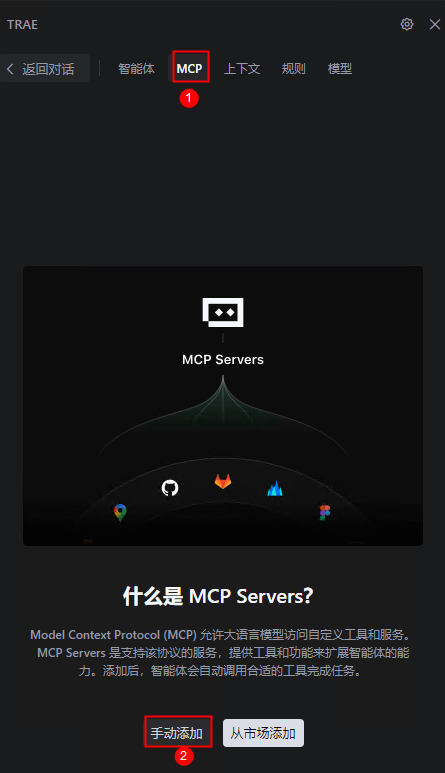 TRAE
返回对话 智能体 MCP 上下文 规则 模型
1
MCP Servers
什么是 MCP Servers?
Model Context Protocol (MCP) 允许大语言模型访问自定义工具和服务。
MCP Servers 是支持该协议的服务，提供工具和功能来扩展智能体的能
力。添加后，智能体会自动调用合适的工具完成任务。
手动添加 从市场添加
2